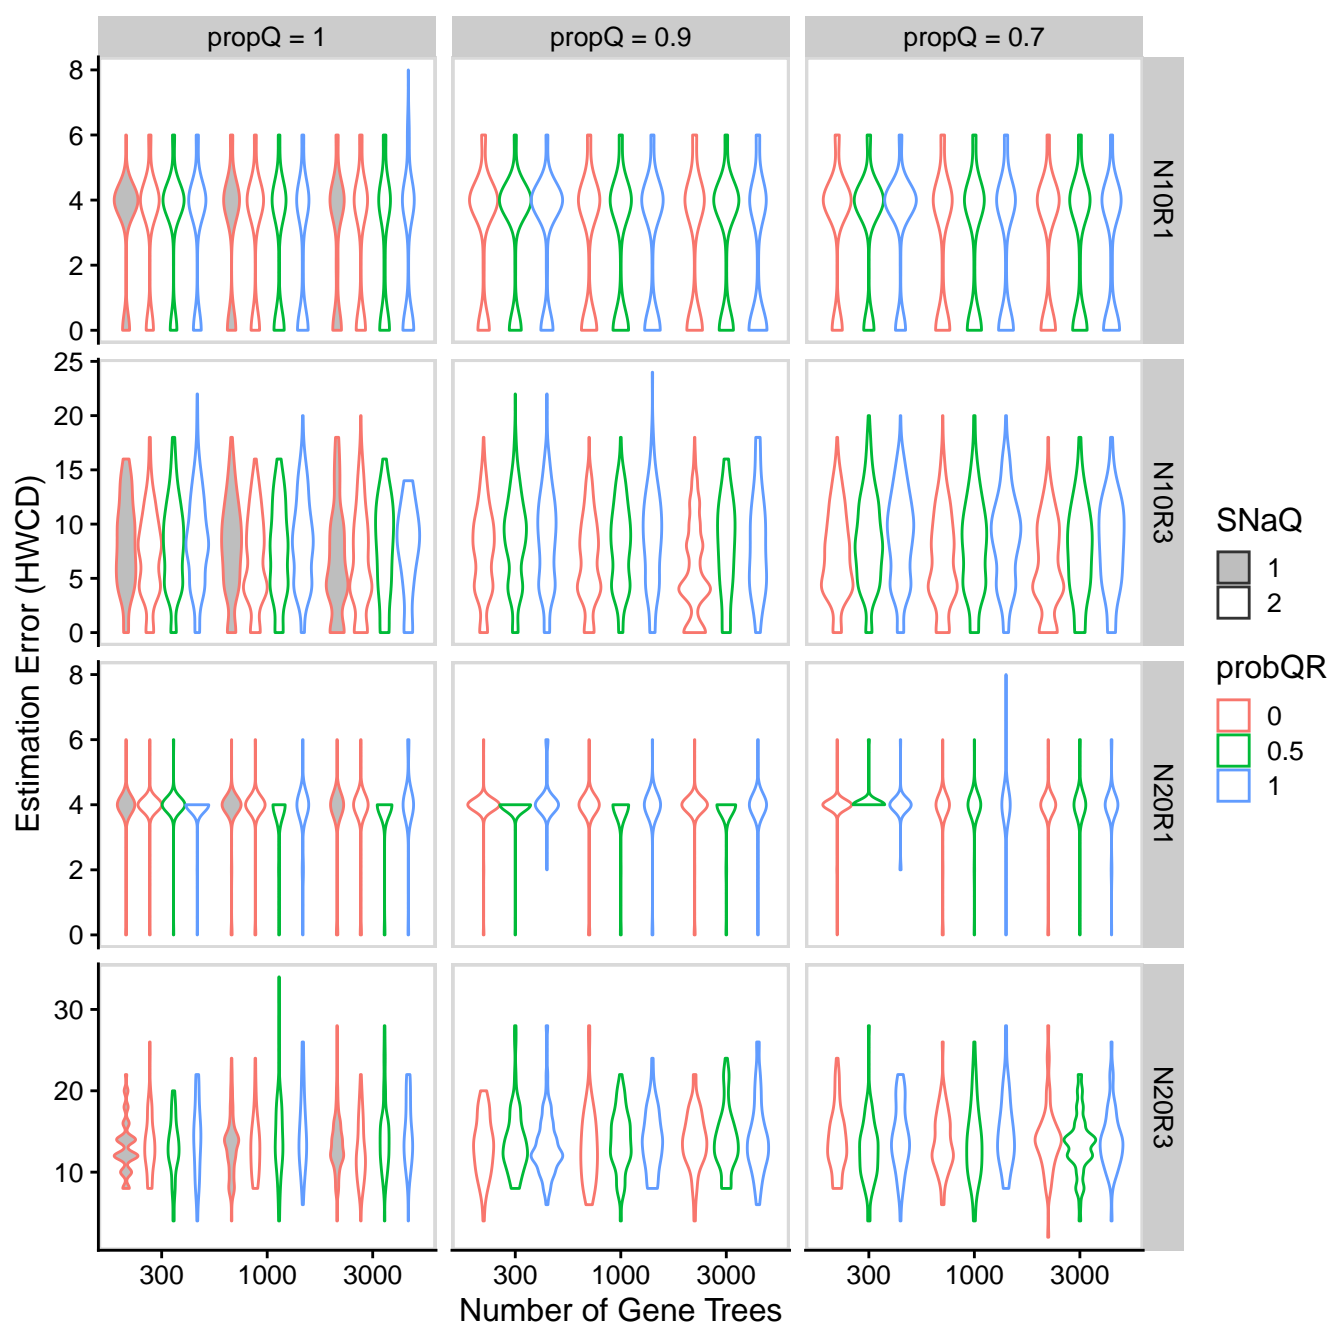 propQ = 1 propQ = 0.9 propQ = 0.7
8
6
4
2
0
N10R1
25
20
15
10
5
0
N10R3
8
6
4
2
0
N20R1
30
20
10
N20R3
300 1000 3000 300 1000 3000 300 1000 3000
Number of Gene Trees
Estimation Error (HWCD)
SNaQ
1
2
probQR
0
0.5
1